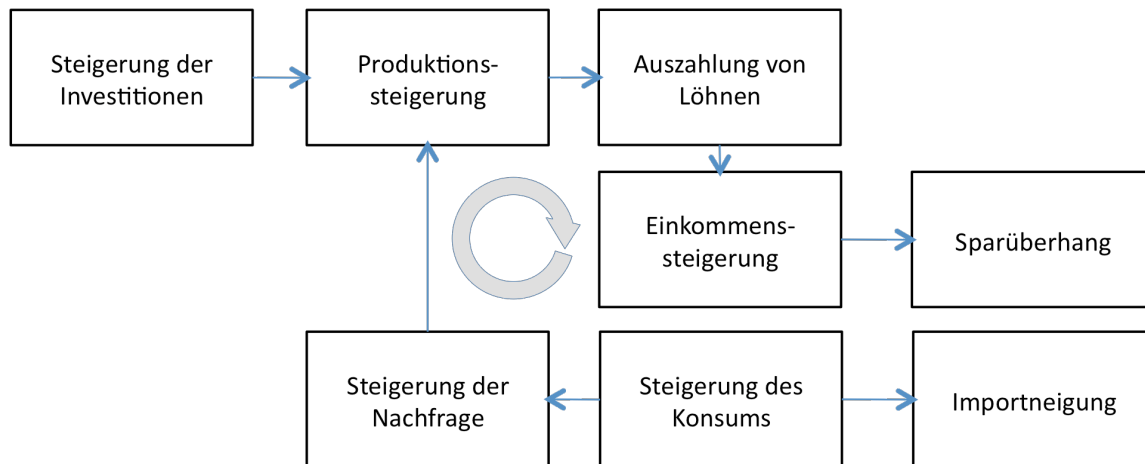 Steigerung der
Investitionen
Produktions-
steigerung
Auszahlung von
Löhnen
Einkommens-
steigerung
Sparüberhang
Steigerung der
Nachfrage
Steigerung des
Konsums
Importneigung